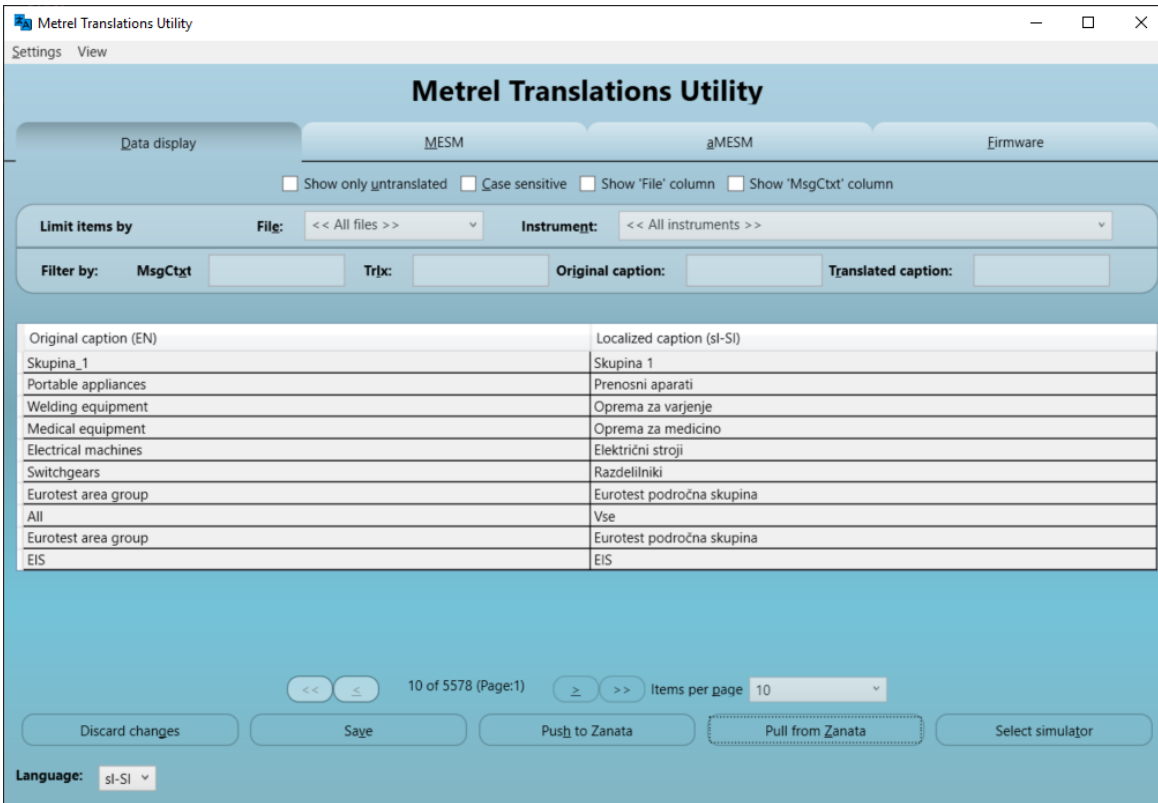 Metrel Translations Utility
Settings View
Metrel Translations Utility
Data display MESM aMESM Firmware
Show only untranslated Case sensitive Show 'File' column Show 'MsgCtxt' column
Limit items by File: << All files >> Instrument: << All instruments >>
Filter by: MsgCtxt TrIx: Original caption: Translated caption:
Original caption (EN) Localized caption (sl-SI)
Skupina_1 Skupina 1
Portable appliances Prenosni aparati
Welding equipment Oprema za varjenje
Medical equipment Oprema za medicino
Electrical machines Električni stroji
Switchgears Razdelilniki
Eurotest area group Eurotest področna skupina
All Vse
Eurotest area group Eurotest področna skupina
EIS EIS
<< < 10 of 5578 (Page:1) > >> Items per page 10
Discard changes Save Push to Zanata Pull from Zanata Select simulator
Language: sl-SI